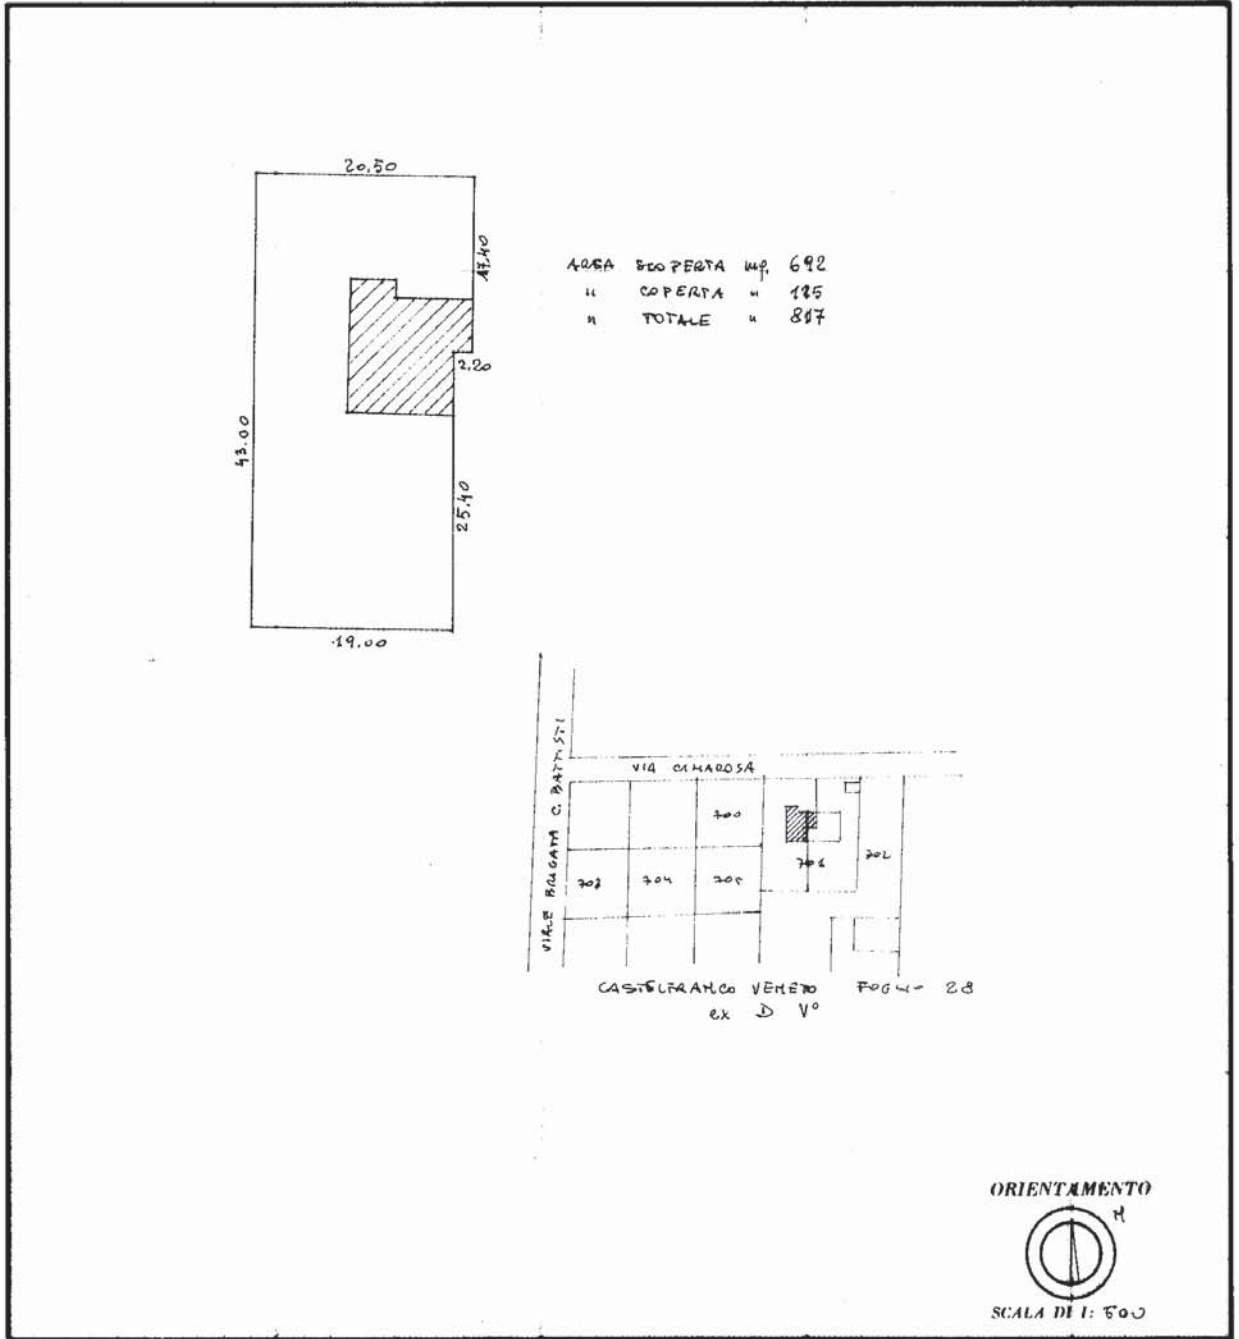 20,50
17,40
AREA SCOPERTA mq. 692
" COPERTA " 125
" TOTALE " 817
2,20
43.00
25,40
19.00
VIALE BRIGATA C. BATTISTI
VIA CIMAROSA
700
701
702
703
704
705
CASTELFRANCO VENETO FOGLIO 28
ex D V°
ORIENTAMENTO
N
SCALA DI 1: 500